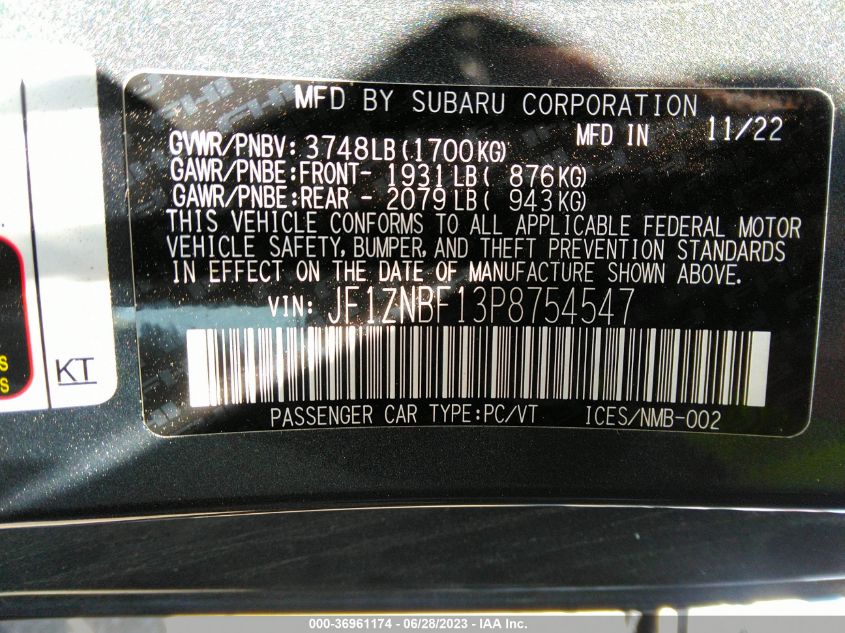 MFD BY SUBARU CORPORATION
MFD IN 11/22
GVWR/PNBV: 3748LB(1700KG)
GAWR/PNBE:FRONT- 1931LB( 876KG)
GAWR/PNBE:REAR - 2079LB( 943KG)
THIS VEHICLE CONFORMS TO ALL APPLICABLE FEDERAL MOTOR
VEHICLE SAFETY, BUMPER, AND THEFT PREVENTION STANDARDS
IN EFFECT ON THE DATE OF MANUFACTURE SHOWN ABOVE.
VIN: JF1ZNBF13P8754547
PASSENGER CAR TYPE:PC/VT ICES/NMB-002
KT
000-36961174 - 06/28/2023 - IAA Inc.